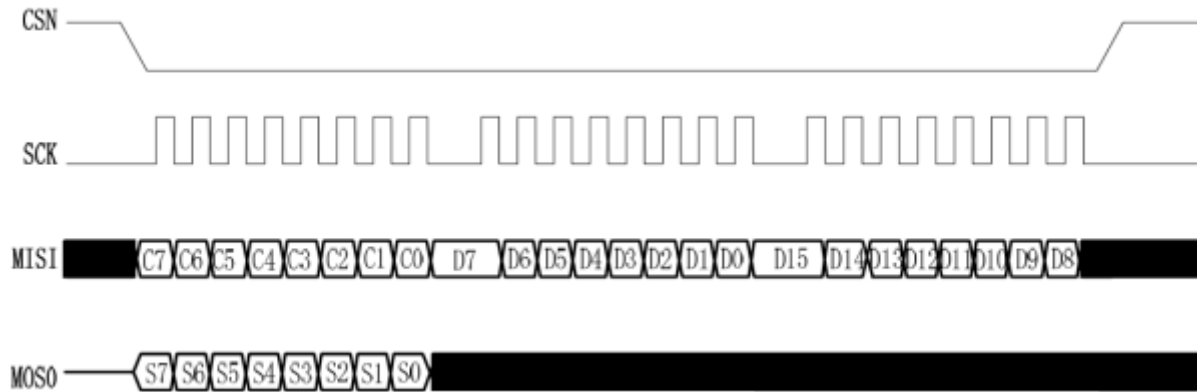 CSN
SCK
MISI C7 C6 C5 C4 C3 C2 C1 C0 D7 D6 D5 D4 D3 D2 D1 D0 D15 D14 D13 D12 D11 D10 D9 D8
MOSO S7 S6 S5 S4 S3 S2 S1 S0